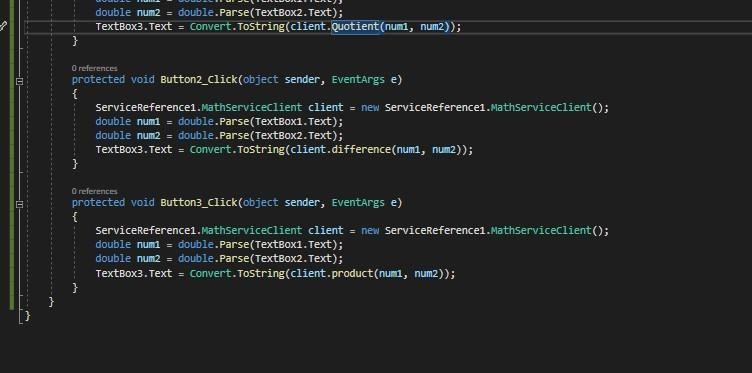 double num1 = double.Parse(TextBox1.Text);
double num2 = double.Parse(TextBox2.Text);
TextBox3.Text = Convert.ToString(client.Quotient(num1, num2));
}
0 references
protected void Button2_Click(object sender, EventArgs e)
{
ServiceReference1.MathServiceClient client = new ServiceReference1.MathServiceClient();
double num1 = double.Parse(TextBox1.Text);
double num2 = double.Parse(TextBox2.Text);
TextBox3.Text = Convert.ToString(client.difference(num1, num2));
}
0 references
protected void Button3_Click(object sender, EventArgs e)
{
ServiceReference1.MathServiceClient client = new ServiceReference1.MathServiceClient();
double num1 = double.Parse(TextBox1.Text);
double num2 = double.Parse(TextBox2.Text);
TextBox3.Text = Convert.ToString(client.product(num1, num2));
}
}
}